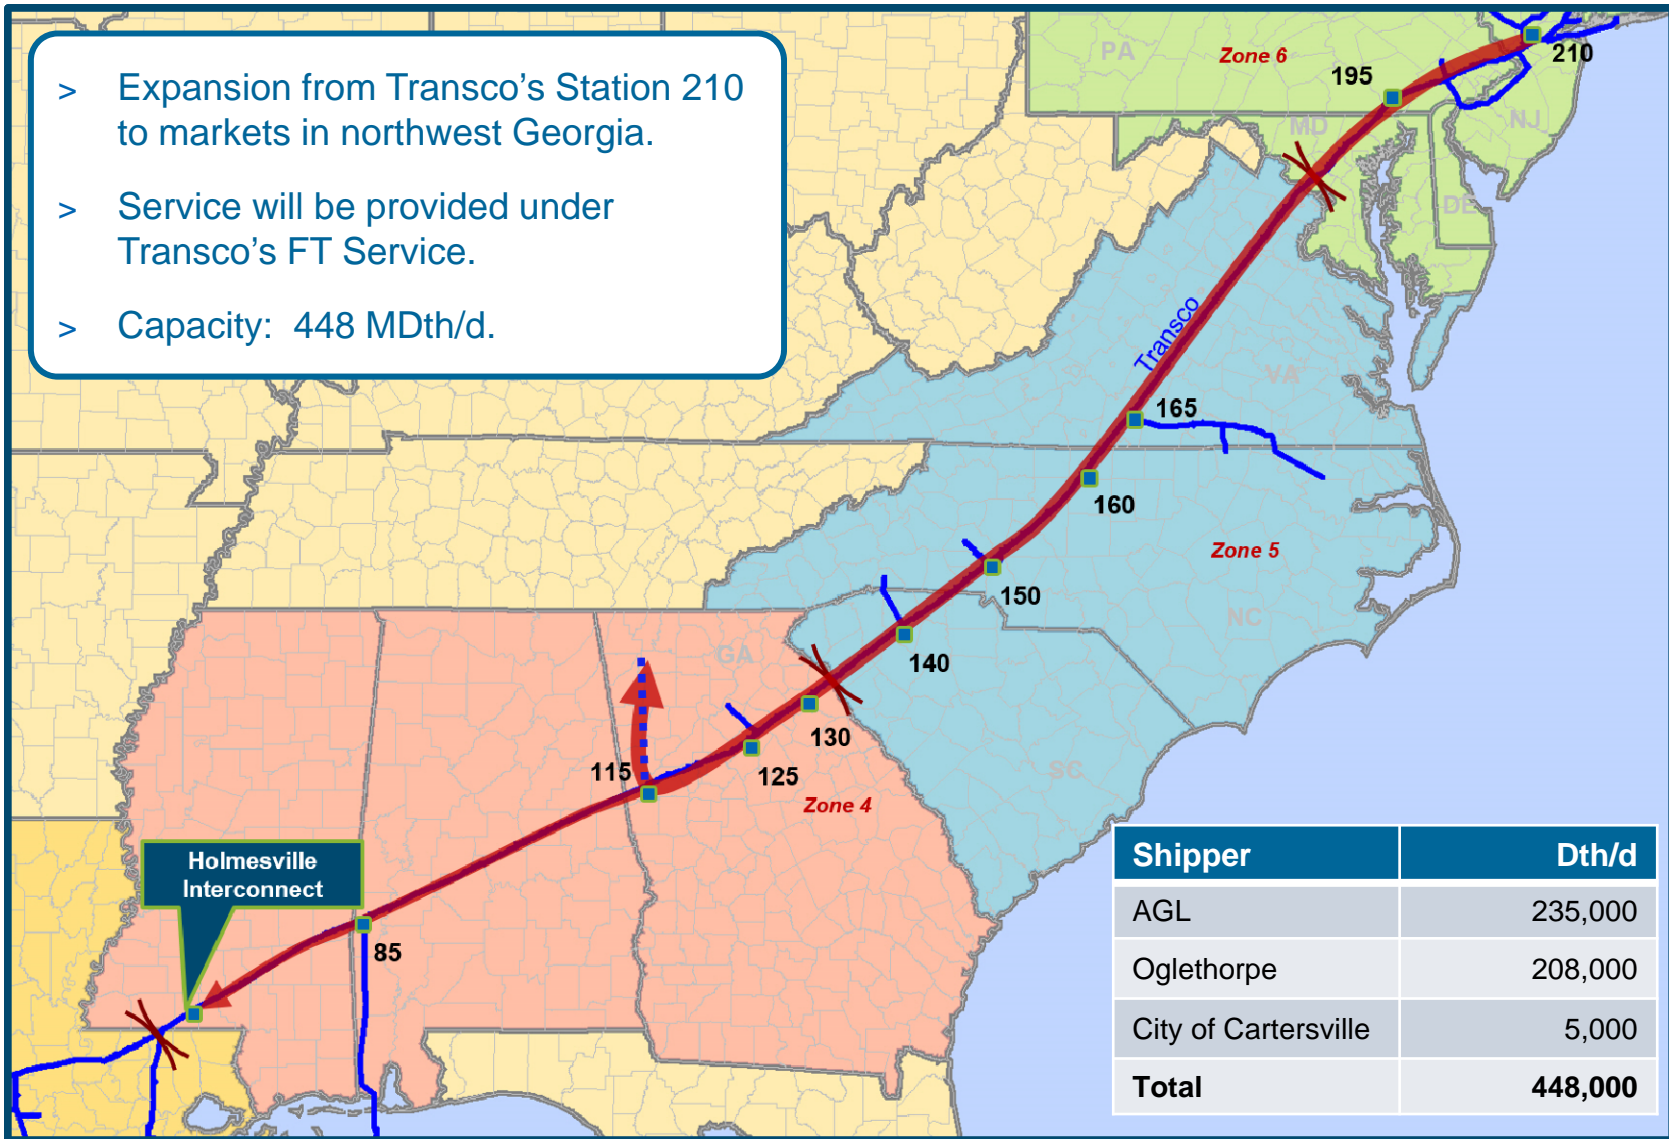 > Expansion from Transco's Station 210
to markets in northwest Georgia.
> Service will be provided under
Transco's FT Service.
> Capacity: 448 MDth/d.
PA
Zone 6
195
210
MD
NJ
DE
Transco
VA
165
160
Zone 5
150
NC
140
GA
130
115
125
SC
Zone 4
Holmesville
Interconnect
85
Shipper Dth/d
AGL 235,000
Oglethorpe 208,000
City of Cartersville 5,000
Total 448,000